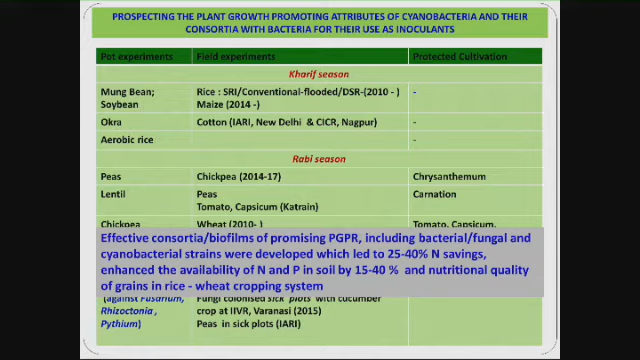 PROSPECTING THE PLANT GROWTH PROMOTING ATTRIBUTES OF CYANOBACTERIA AND THEIR
CONSORTIA WITH BACTERIA FOR THEIR USE AS INOCULANTS
Pot experiments Field experiments Protected Cultivation
Kharif season
Mung Bean; Rice : SRI/Conventional-flooded/DSR-(2010 - ) -
Soybean Maize (2014 -)
Okra Cotton (IARI, New Delhi & CICR, Nagpur) -
Aerobic rice -
Rabi season
Peas Chickpea (2014-17) Chrysanthemum
Lentil Peas Carnation
Tomato, Capsicum (Katrain)
Chickpea Wheat (2010- ) Tomato, Capsicum,
Effective consortia/biofilms of promising PGPR, including bacterial/fungal and
cyanobacterial strains were developed which led to 25-40% N savings,
enhanced the availability of N and P in soil by 15-40 % and nutritional quality
of grains in rice - wheat cropping system
(against Fusarium, Fungi colonised sick plots with cucumber
Rhizoctonia , crop at IIVR, Varanasi (2015)
Pythium) Peas in sick plots (IARI)